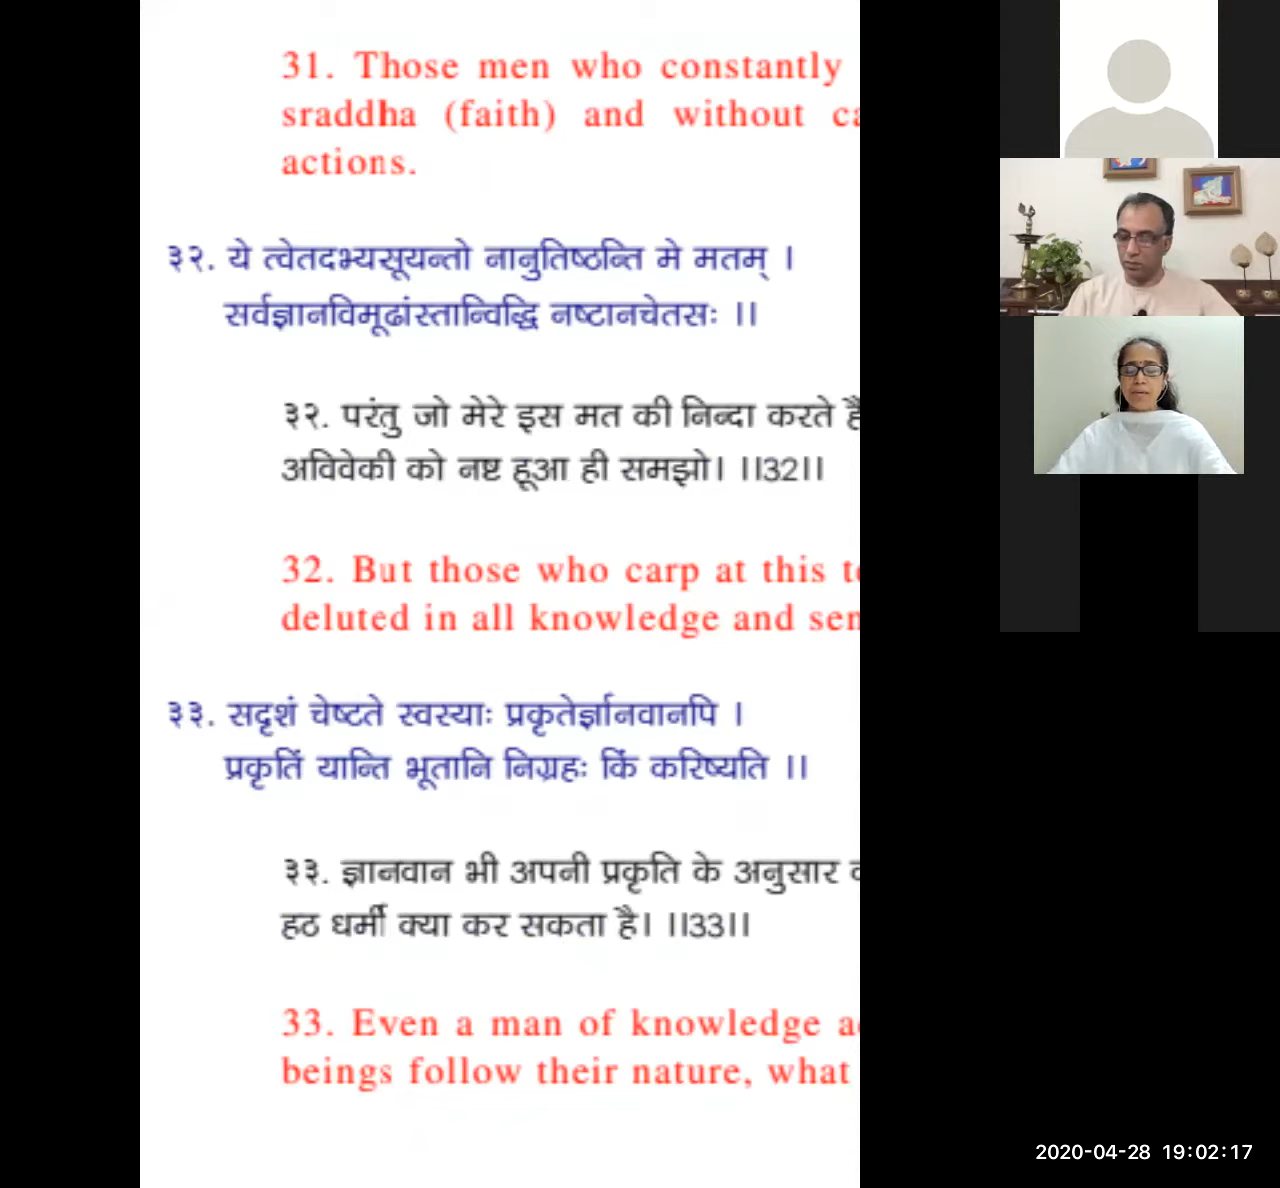 31. Those men who constantly
sraddha (faith) and without
actions.
३२. ये त्वेतदभ्यसूयन्तो नानुतिष्ठन्ति मे मतम् ।
सर्वज्ञानविमूढांस्तान्विद्धि नष्टानचेतसः ।।
३२. परंतु जो मेरे इस मत की निन्दा करते हैं
अविवेकी को नष्ट हूआ ही समझो। ।।32।।
32. But those who carp at this
deluted in all knowledge and
३३. सदृशं चेष्टते स्वस्याः प्रकृतेर्ज्ञानवानपि ।
प्रकृतिं यान्ति भूतानि निग्रहः किं करिष्यति ।।
३३. ज्ञानवान भी अपनी प्रकृति के अनुसार
हठ धर्मी क्या कर सकता है। ।।33।।
33. Even a man of knowledge
beings follow their nature, what
2020-04-28 19:02:17